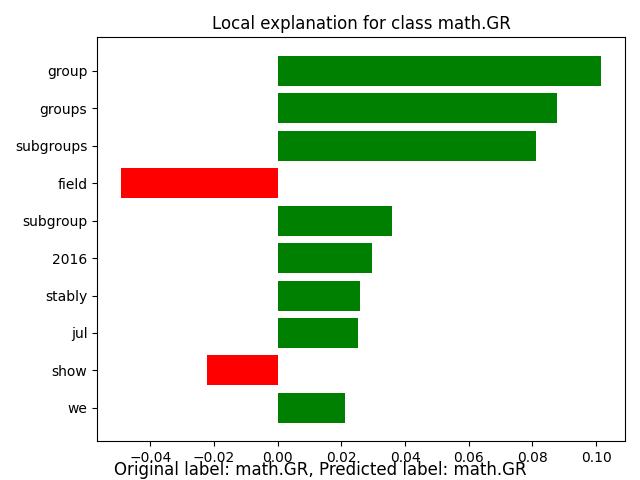 Local explanation for class math.GR
group
groups
subgroups
field
subgroup
2016
stably
jul
show
we
−0.04 −0.02 0.00 0.02 0.04 0.06 0.08 0.10
Original label: math.GR, Predicted label: math.GR